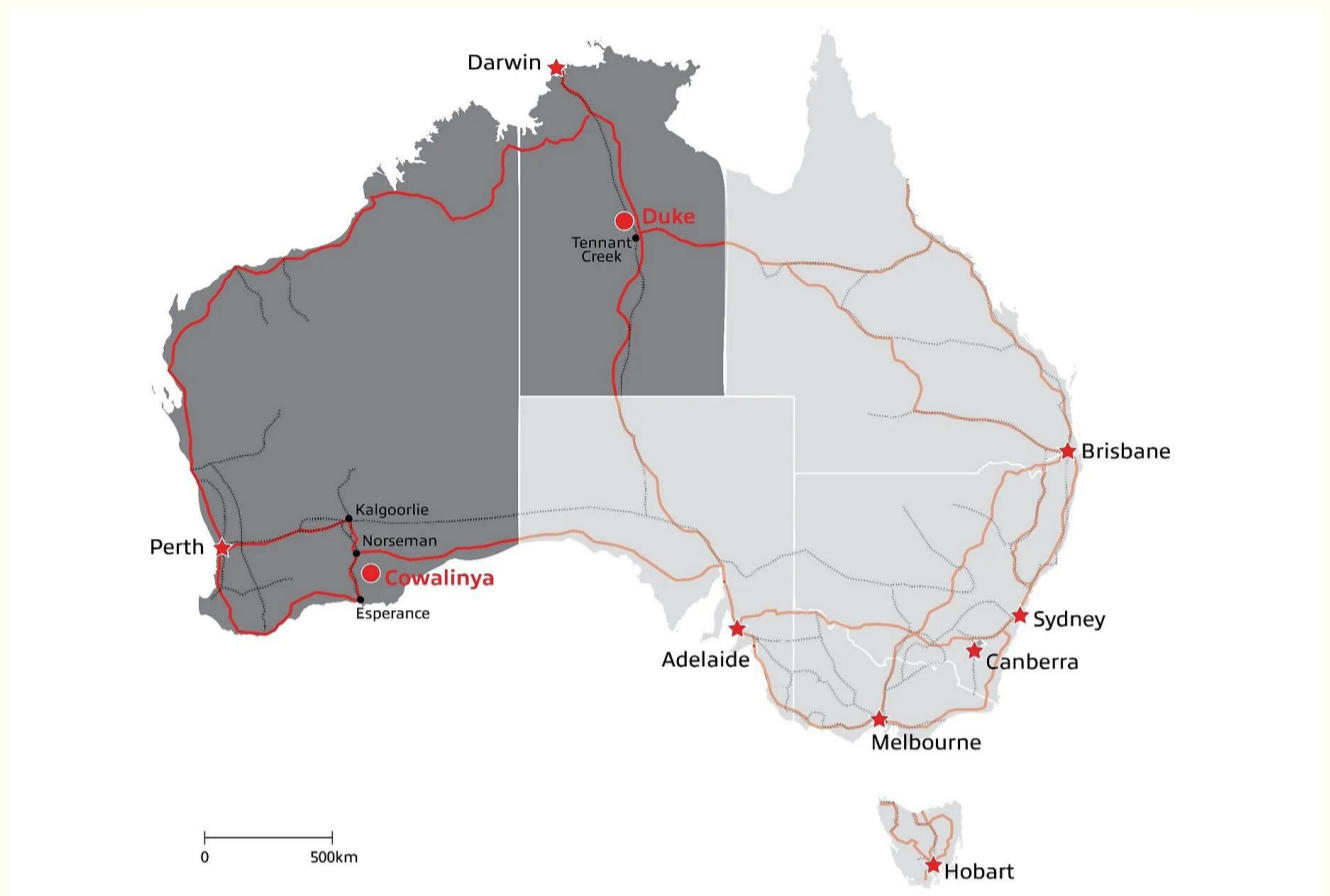 Darwin
Duke
Tennant
Creek
Brisbane
Kalgoorlie
Norseman
Perth
Cowalinya
Esperance
Sydney
Adelaide
Canberra
Melbourne
0 500km
Hobart